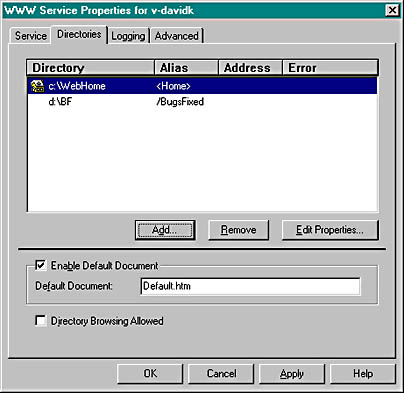 WWW Service Properties for v-davidk
Service Directories Logging Advanced
Directory Alias Address Error
c:\WebHome <Home>
d:\BF /BugsFixed
Add... Remove Edit Properties...
Enable Default Document
Default Document: Default.htm
Directory Browsing Allowed
OK Cancel Apply Help